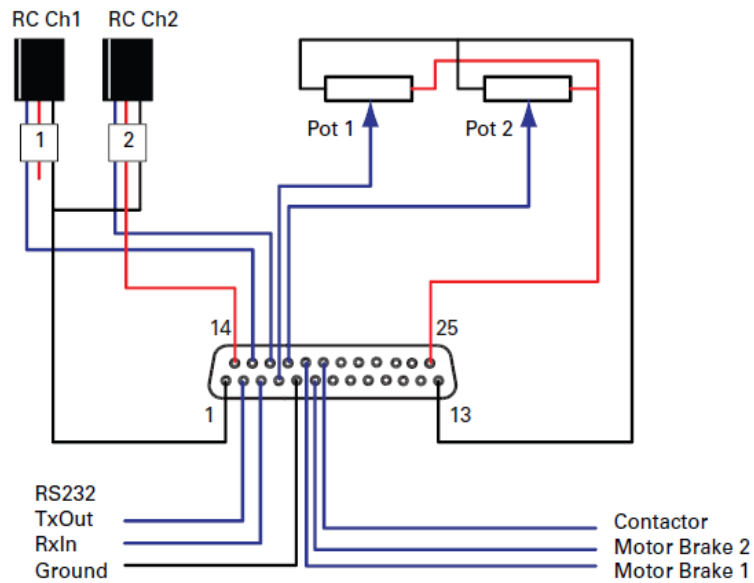 RC Ch1 RC Ch2
1 2
Pot 1 Pot 2
14 25
1 13
RS232
TxOut
RxIn
Ground
Contactor
Motor Brake 2
Motor Brake 1